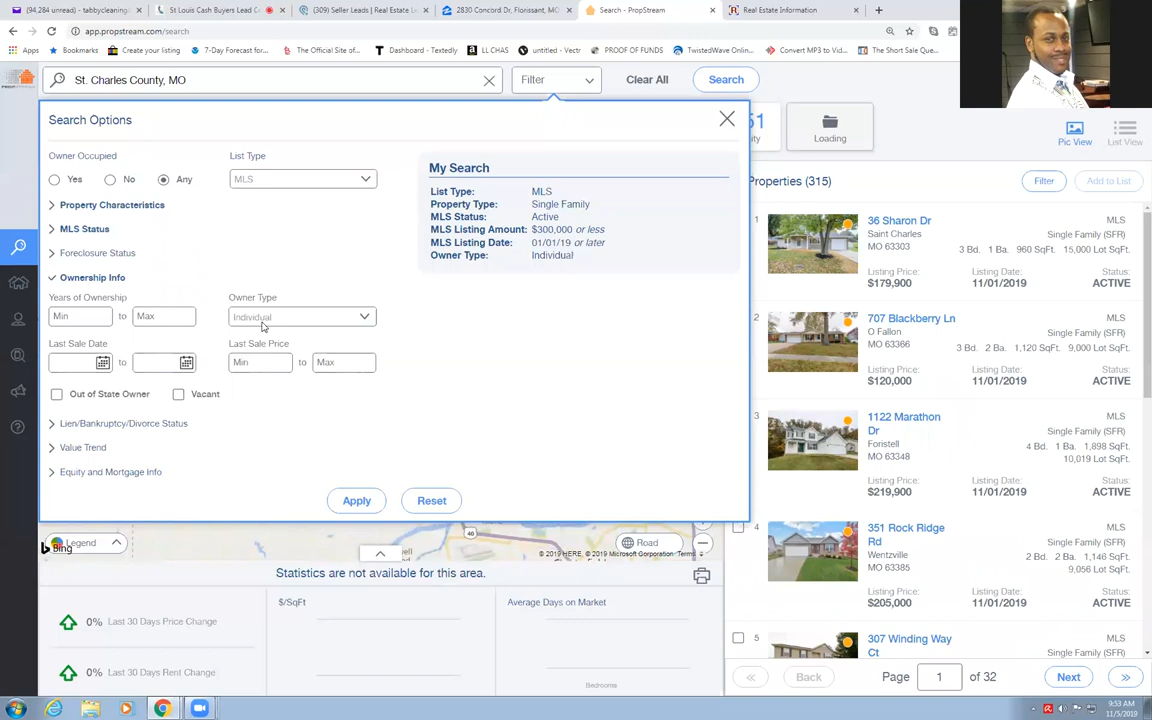 (94,284 unread) - tabbycleaning
St Louis Cash Buyers Lead C
(309) Seller Leads | Real Estate L
2830 Concord Dr, Florissant, MO
Search - PropStream
Real Estate Information
app.propstream.com/search
Apps
Bookmarks
Create your listing
7-Day Forecast for...
The Official Site of...
Dashboard - Textedly
LL CHAS
untitled - Vectr
PROOF OF FUNDS
TwistedWave Onlin...
Convert MP3 to Vid...
The Short Sale Que...
St. Charles County, MO
Filter
Clear All
Search
Search Options
Owner Occupied
List Type
Yes
No
Any
MLS
Property Characteristics
MLS Status
Foreclosure Status
Ownership Info
Years of Ownership
Owner Type
Min
to
Max
Individual
Last Sale Date
Last Sale Price
to
Min
to
Max
Out of State Owner
Vacant
Lien/Bankruptcy/Divorce Status
Value Trend
Equity and Mortgage Info
Apply
Reset
My Search
List Type: MLS
Property Type: Single Family
MLS Status: Active
MLS Listing Amount: $300,000 or less
MLS Listing Date: 01/01/19 or later
Owner Type: Individual
51
ity
Loading
Pic View
List View
Properties (315)
Filter
Add to List
1
36 Sharon Dr
Saint Charles
MO 63303
MLS
Single Family (SFR)
3 Bd. 1 Ba. 960 SqFt. 15,000 Lot SqFt.
Listing Price:
$179,900
Listing Date:
11/01/2019
Status:
ACTIVE
2
707 Blackberry Ln
O Fallon
MO 63366
MLS
Single Family (SFR)
3 Bd. 2 Ba. 1,120 SqFt. 9,000 Lot SqFt.
Listing Price:
$120,000
Listing Date:
11/01/2019
Status:
ACTIVE
3
1122 Marathon
Dr
Foristell
MO 63348
MLS
Single Family (SFR)
4 Bd. 1 Ba. 1,898 SqFt.
10,019 Lot SqFt.
Listing Price:
$219,900
Listing Date:
11/01/2019
Status:
ACTIVE
4
351 Rock Ridge
Rd
Wentzville
MO 63385
MLS
Single Family (SFR)
2 Bd. 2 Ba. 1,146 SqFt.
9,056 Lot SqFt.
Listing Price:
$205,000
Listing Date:
11/01/2019
Status:
ACTIVE
5
307 Winding Way
Ct
MLS
Single Family (SFR)
Legend
Bing
40
well
Road
© 2019 HERE, © 2019 Microsoft Corporation Terms
Statistics are not available for this area.
0% Last 30 Days Price Change
0% Last 30 Days Rent Change
$/SqFt
Average Days on Market
Bedrooms
Back
Page
1
of 32
Next
9:53 AM
11/5/2019